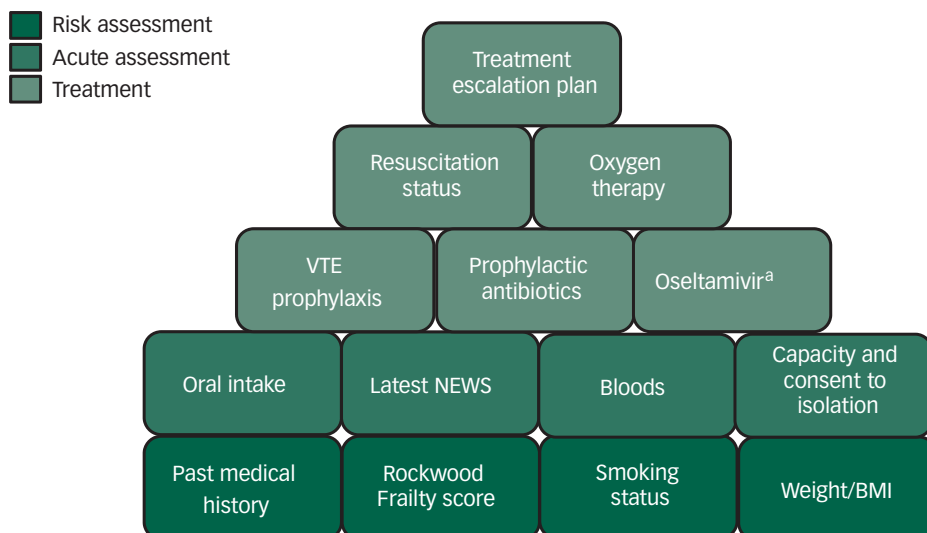 Risk assessment
Acute assessment
Treatment
Treatment
escalation plan
Resuscitation
status
Oxygen
therapy
VTE
prophylaxis
Prophylactic
antibiotics
Oseltamivirᵃ
Oral intake
Latest NEWS
Bloods
Capacity and
consent to
isolation
Past medical
history
Rockwood
Frailty score
Smoking
status
Weight/BMI